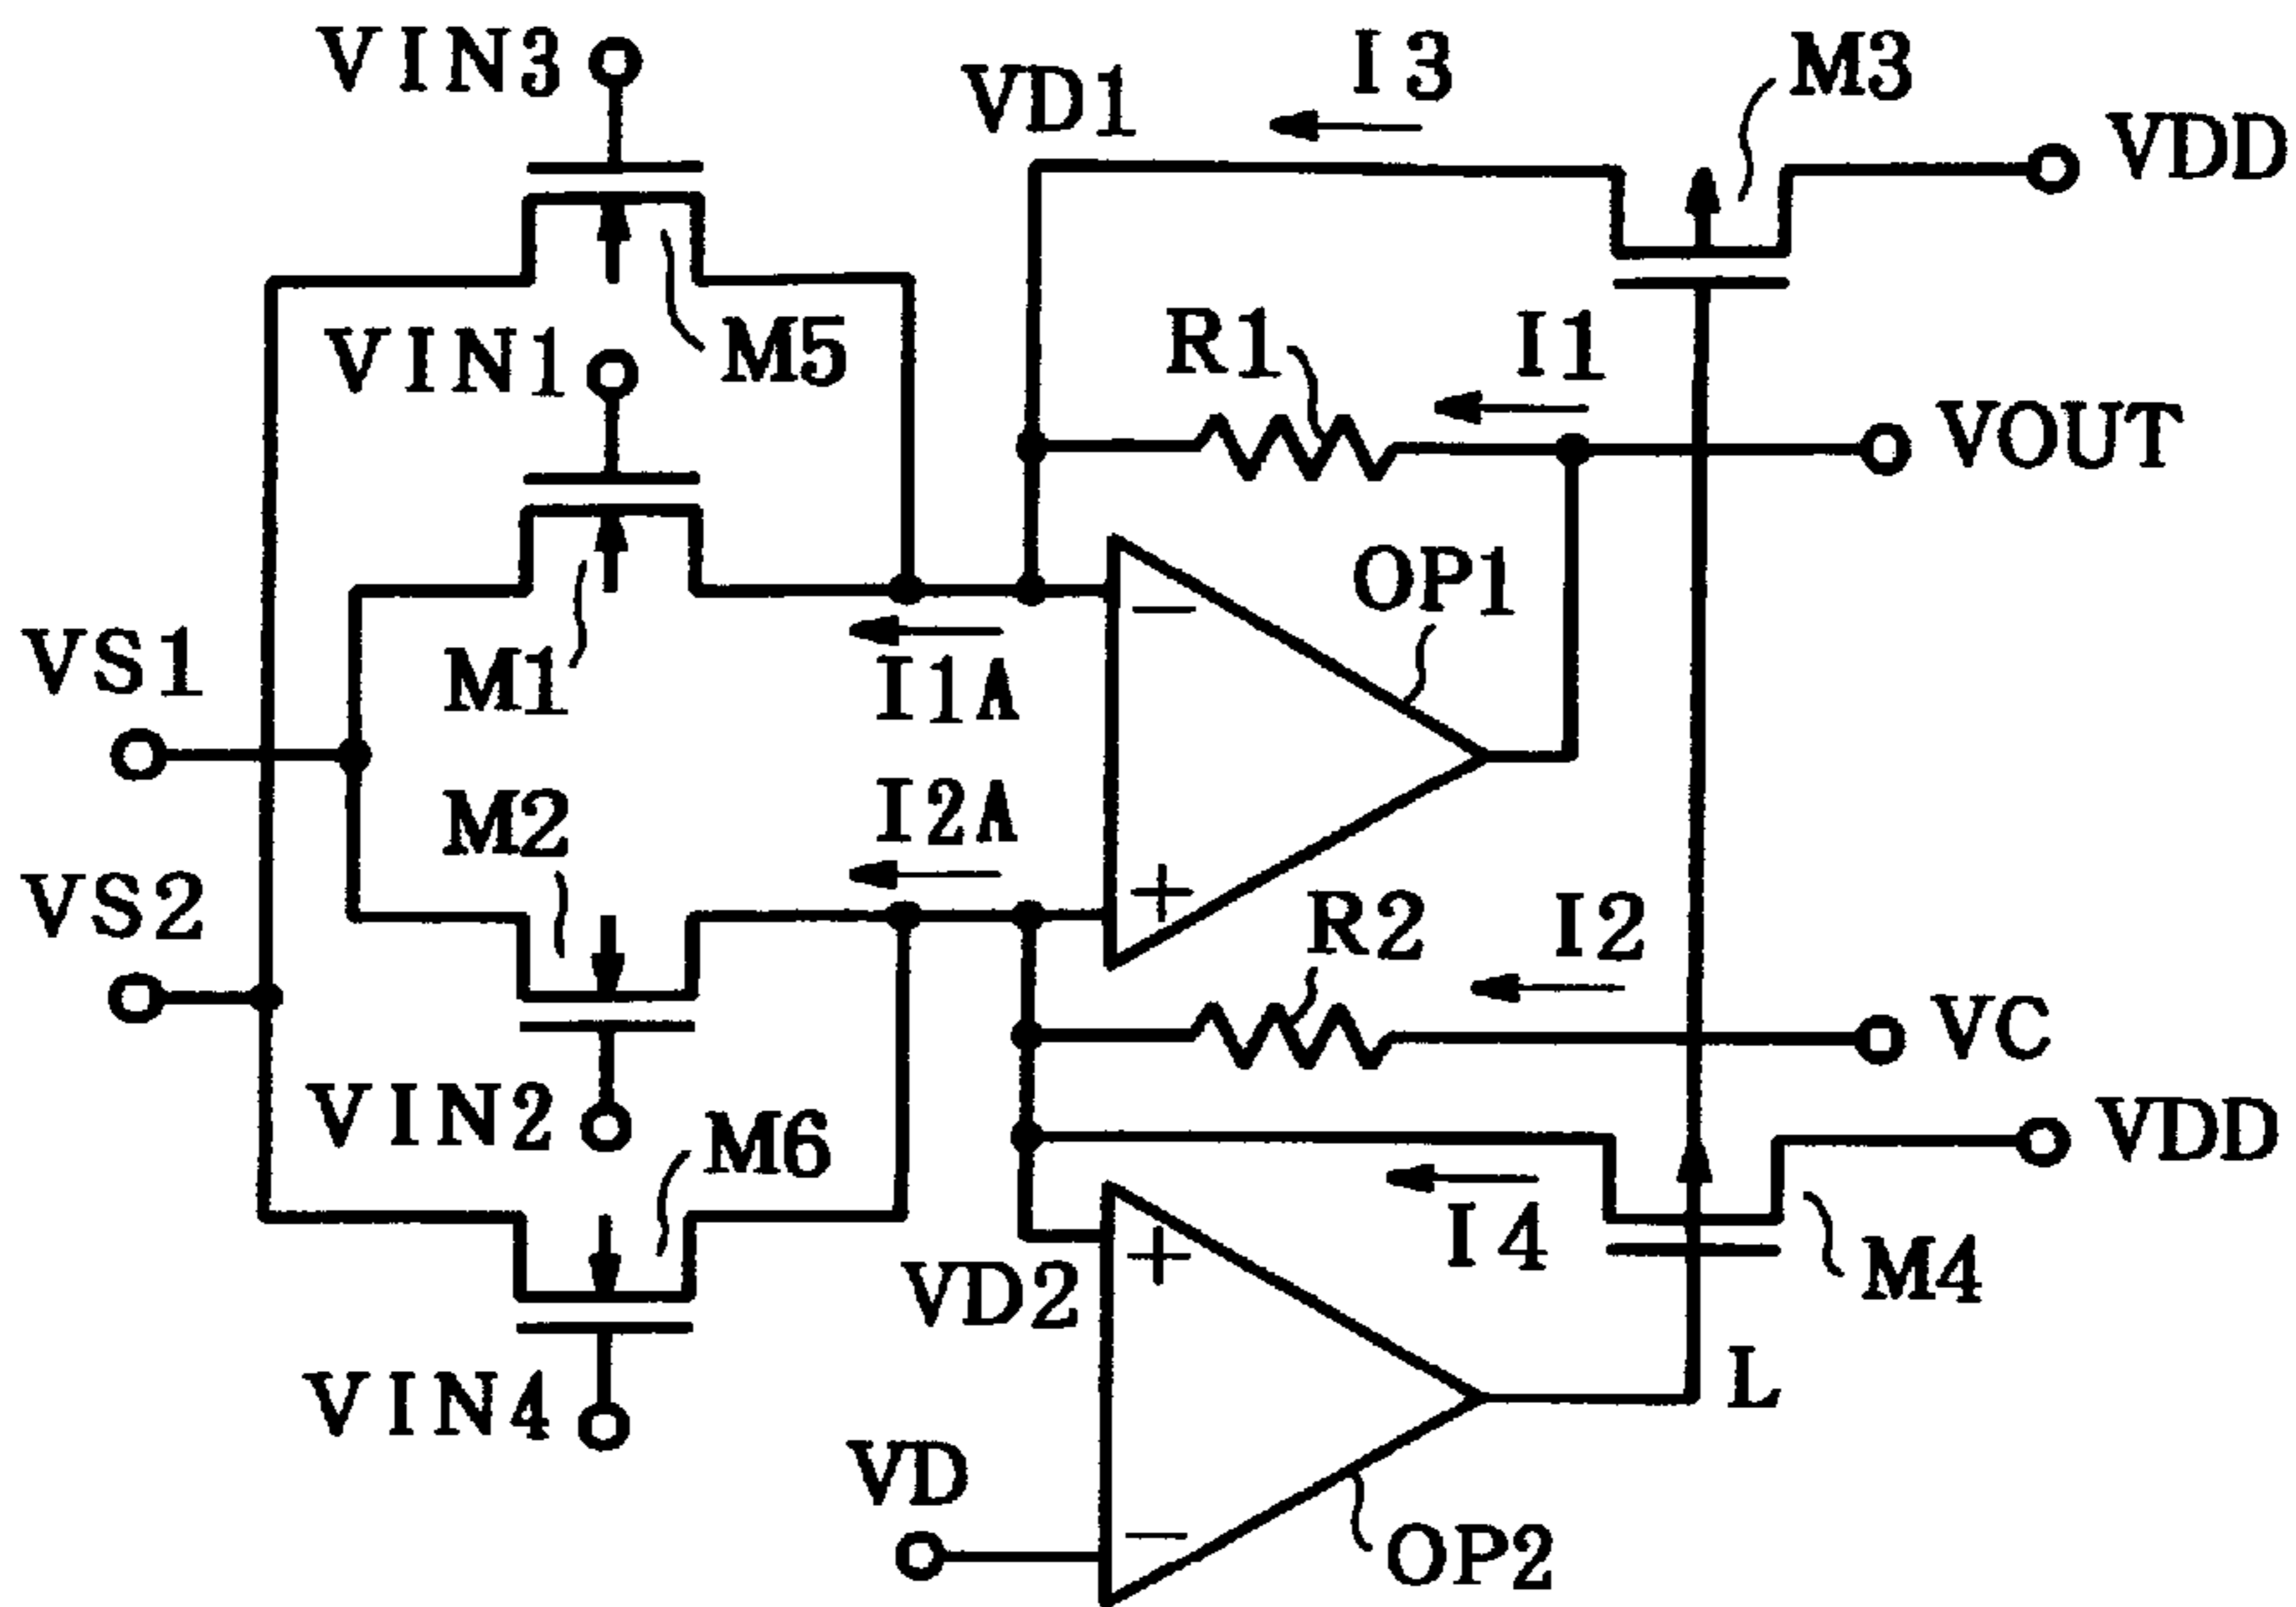 VIN3
VD1
I3
M3
VDD
R1
I1
VIN1
M5
VOUT
OP1
VS1
M1
I1A
M2
I2A
VS2
R2
I2
VC
VIN2
M6
VDD
I4
VD2
M4
L
VIN4
VD
OP2